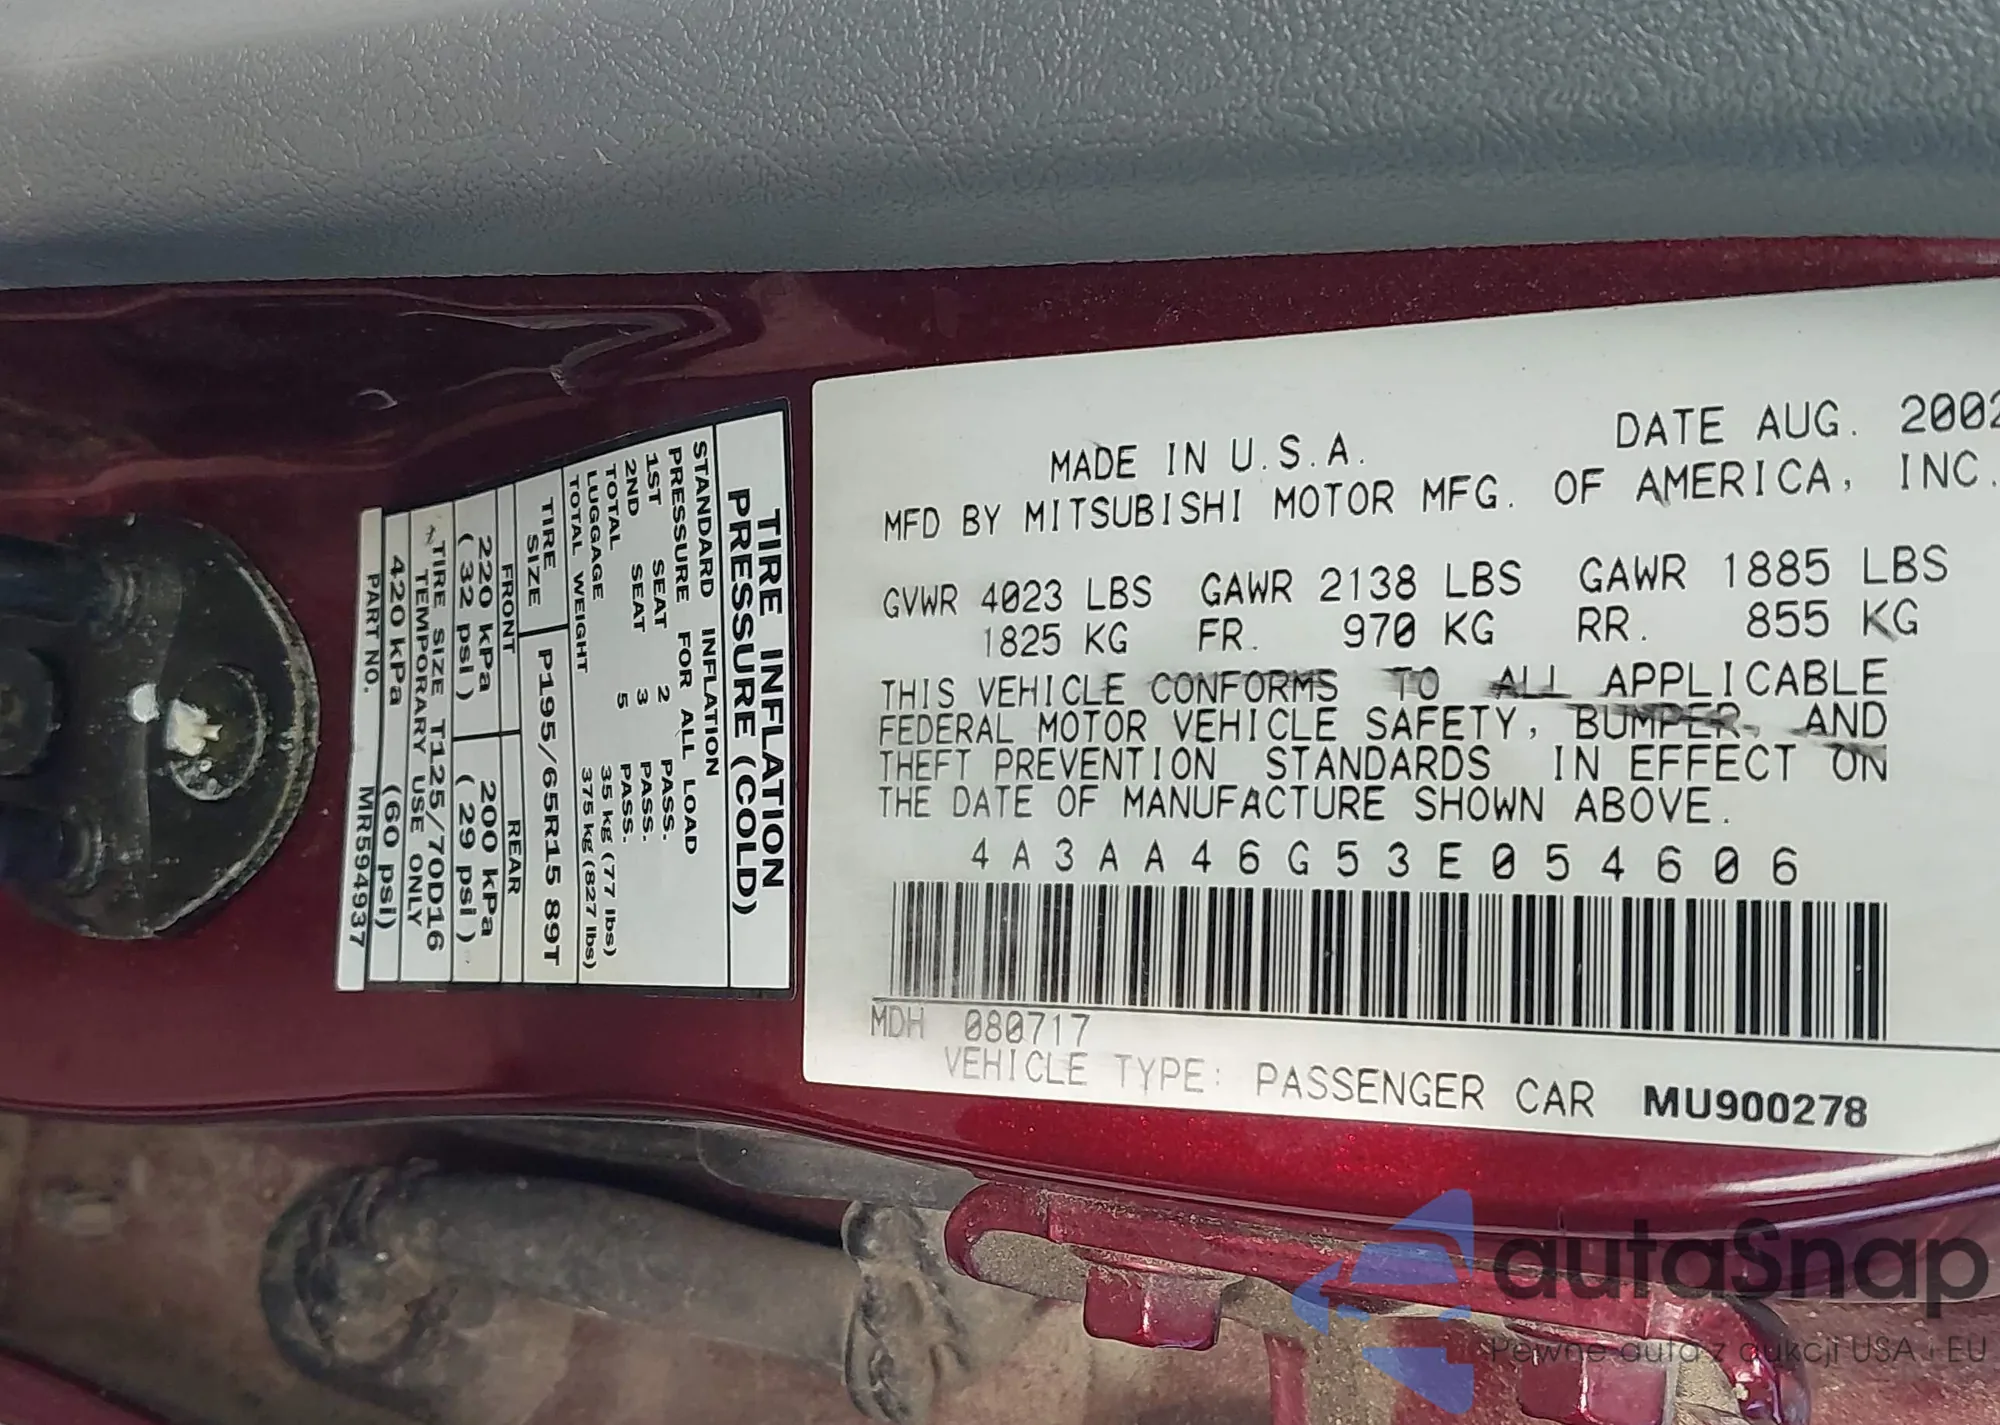 DATE AUG. 2002
MADE IN U.S.A.
MFD BY MITSUBISHI MOTOR MFG. OF AMERICA, INC.
GVWR 4023 LBS GAWR 2138 LBS GAWR 1885 LBS
1825 KG FR. 970 KG RR. 855 KG
THIS VEHICLE CONFORMS TO ALL APPLICABLE
FEDERAL MOTOR VEHICLE SAFETY, BUMPER, AND
THEFT PREVENTION STANDARDS IN EFFECT ON
THE DATE OF MANUFACTURE SHOWN ABOVE.
4A3AA46G53E054606
MDH 080717
VEHICLE TYPE: PASSENGER CAR MU900278
TIRE INFLATION
PRESSURE (COLD)
STANDARD INFLATION
PRESSURE FOR ALL LOAD
1ST SEAT 2 PASS.
2ND SEAT 3 PASS.
TOTAL 5 PASS.
LUGGAGE 35 kg (77 lbs)
TOTAL WEIGHT 375 kg (827 lbs)
TIRE SIZE P195/65R15 89T
FRONT REAR
220 kPa 200 kPa
(32 psi) (29 psi)
TIRE SIZE T125/70D16
TEMPORARY USE ONLY
420 kPa (60 psi)
PART NO. MR594937
autaSnap
Pewne auta z aukcji USA i EU